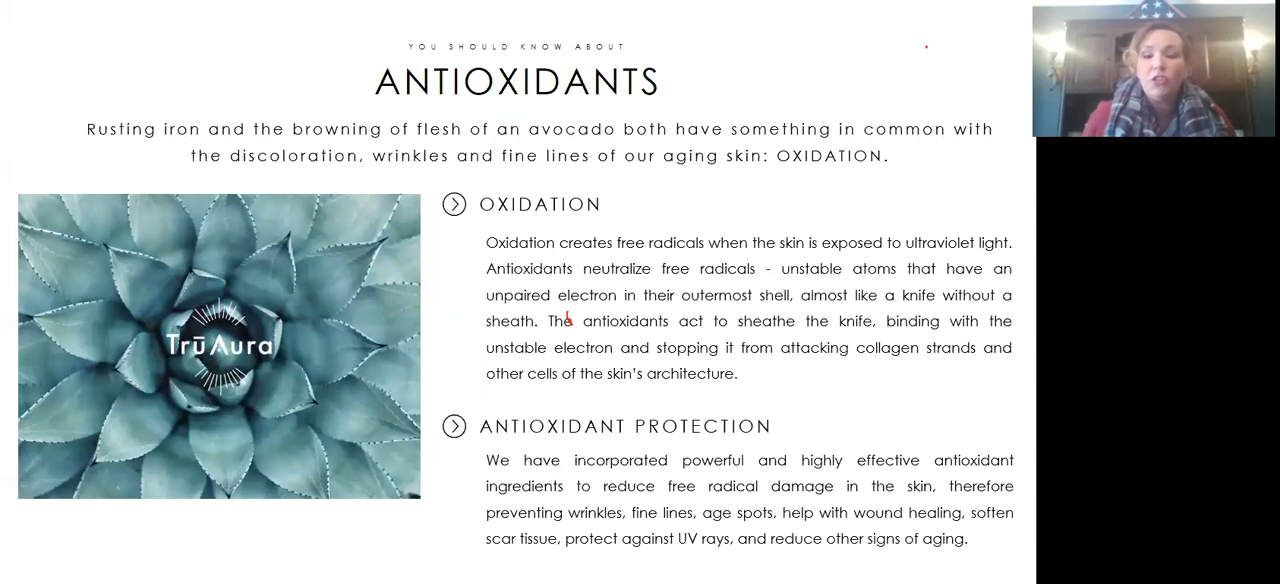 YOU SHOULD KNOW ABOUT
ANTIOXIDANTS
Rusting iron and the browning of flesh of an avocado both have something in common with
the discoloration, wrinkles and fine lines of our aging skin: OXIDATION.
OXIDATION
Oxidation creates free radicals when the skin is exposed to ultraviolet light.
Antioxidants neutralize free radicals - unstable atoms that have an
unpaired electron in their outermost shell, almost like a knife without a
sheath. The antioxidants act to sheathe the knife, binding with the
unstable electron and stopping it from attacking collagen strands and
other cells of the skin's architecture.
TrūAura
ANTIOXIDANT PROTECTION
We have incorporated powerful and highly effective antioxidant
ingredients to reduce free radical damage in the skin, therefore
preventing wrinkles, fine lines, age spots, help with wound healing, soften
scar tissue, protect against UV rays, and reduce other signs of aging.